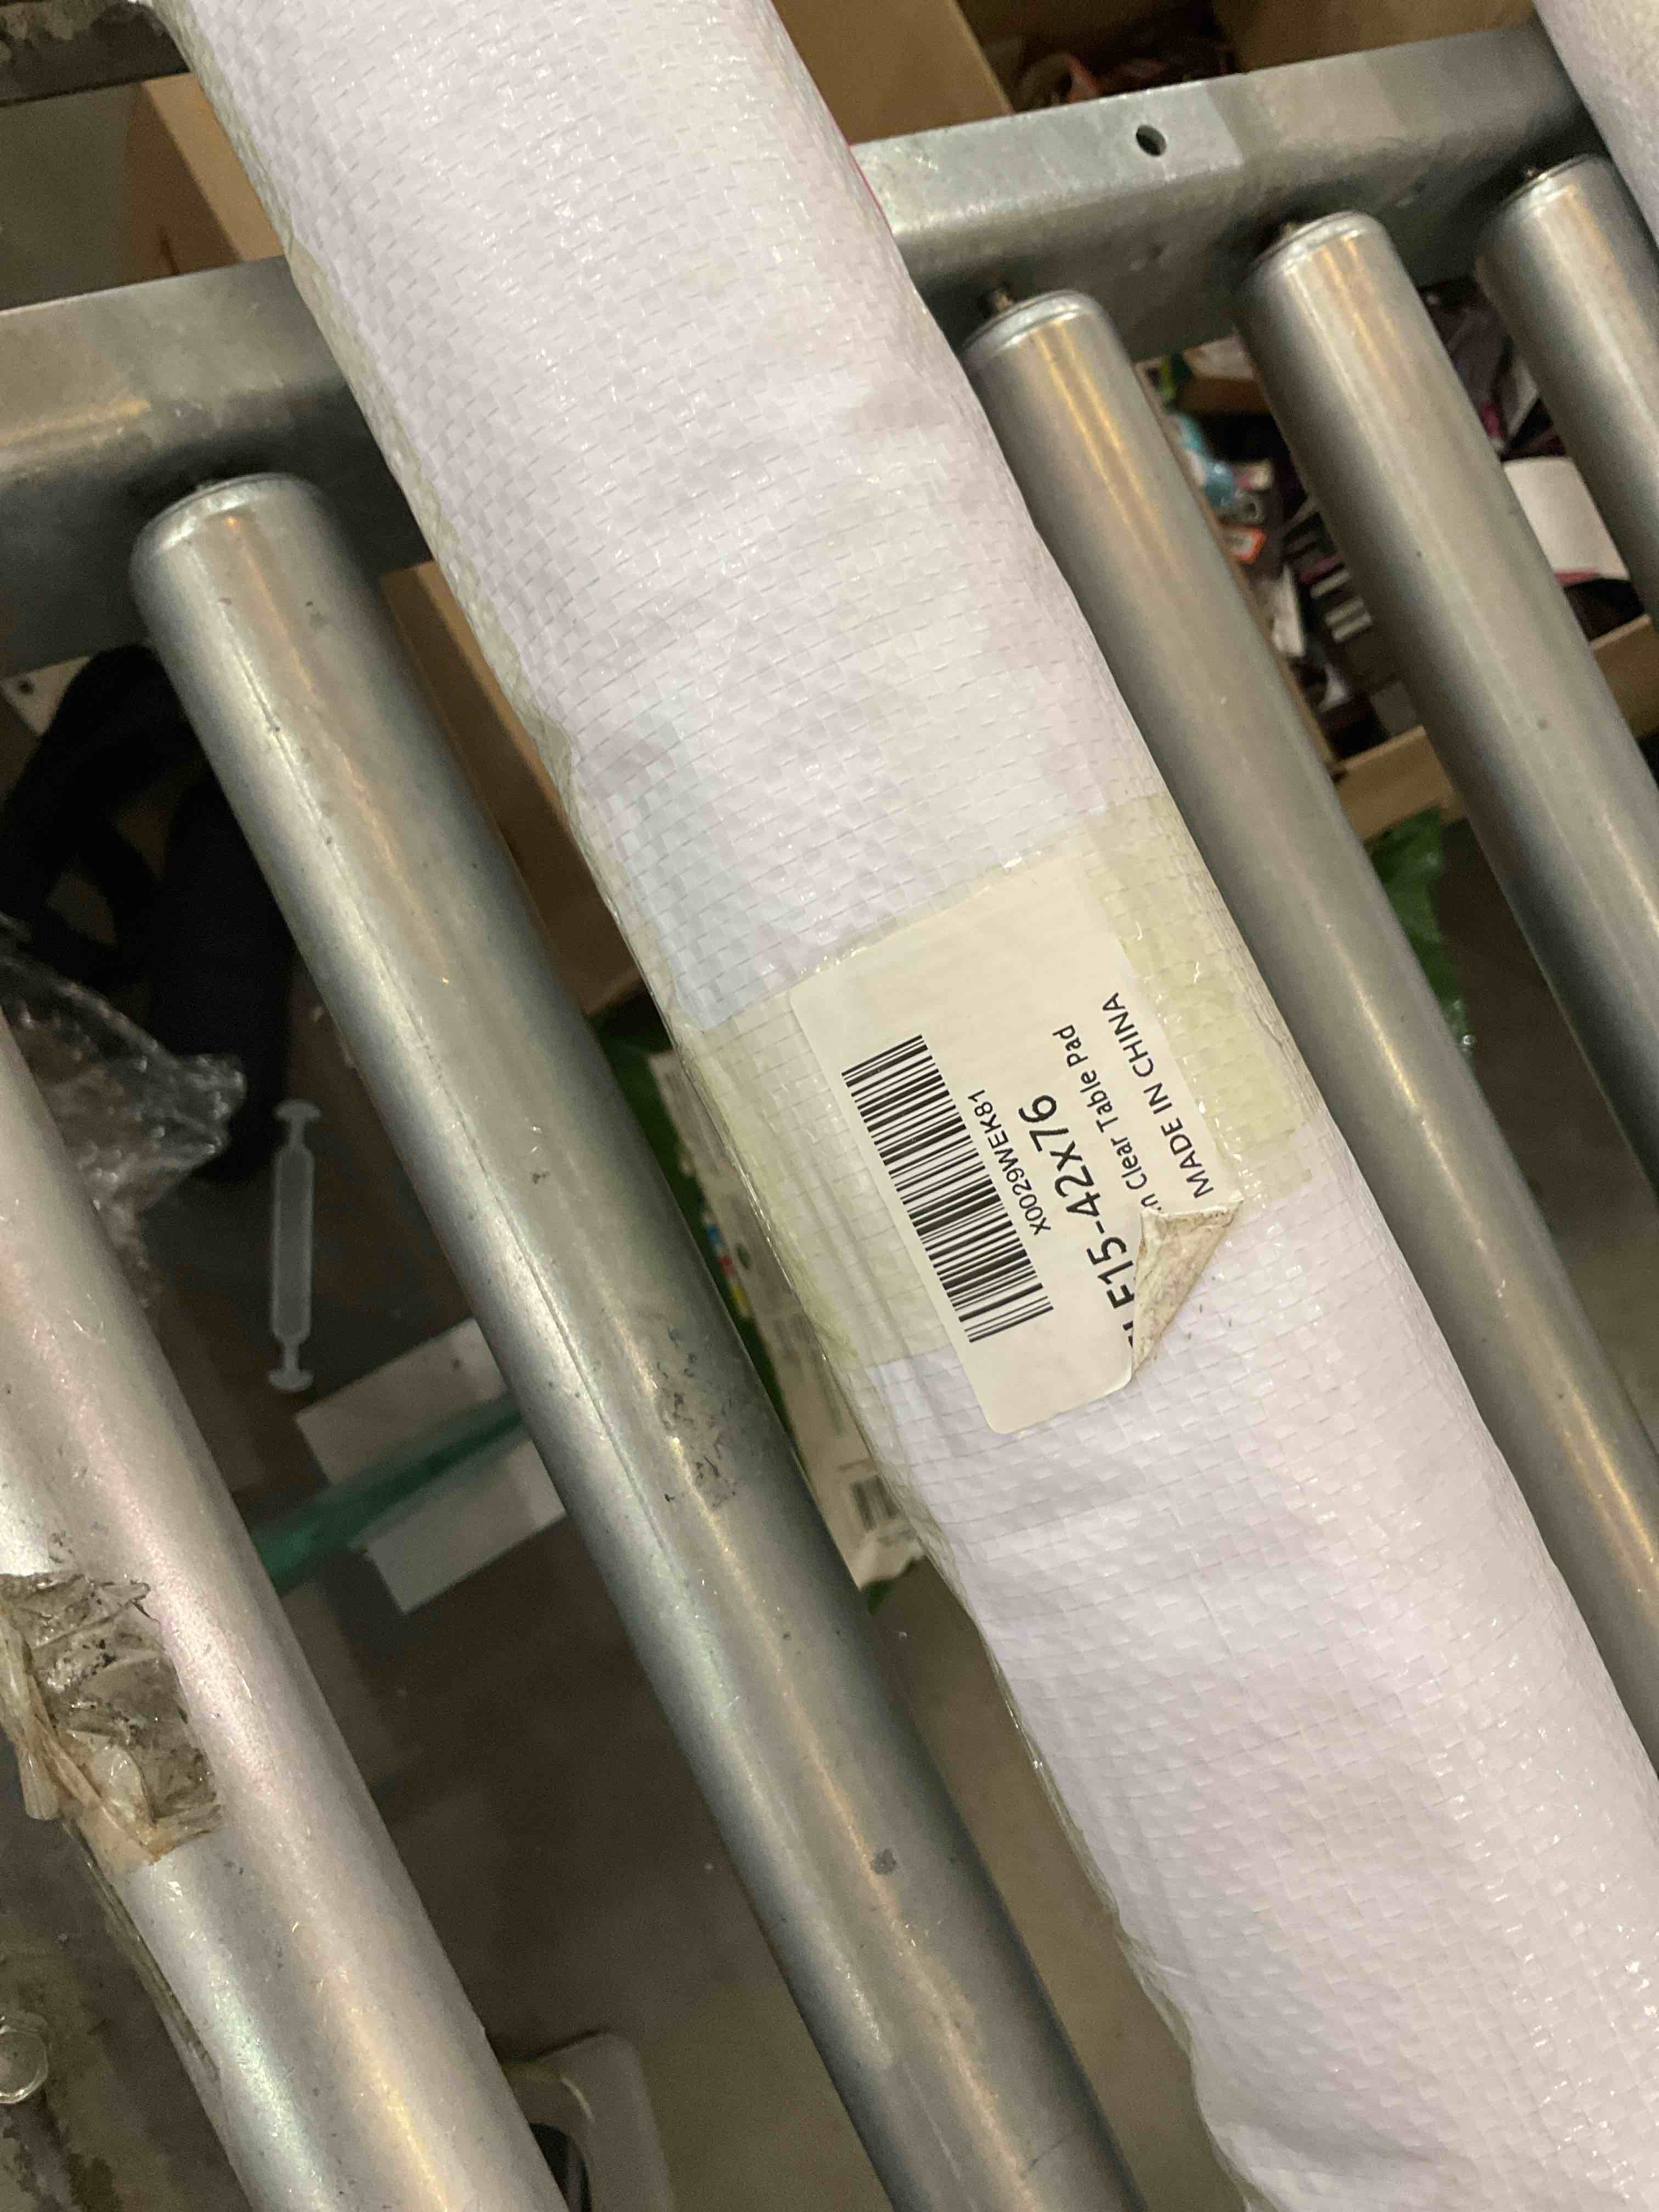 X0029WEK81
F15-42x76
Clear Table Pad
MADE IN CHINA